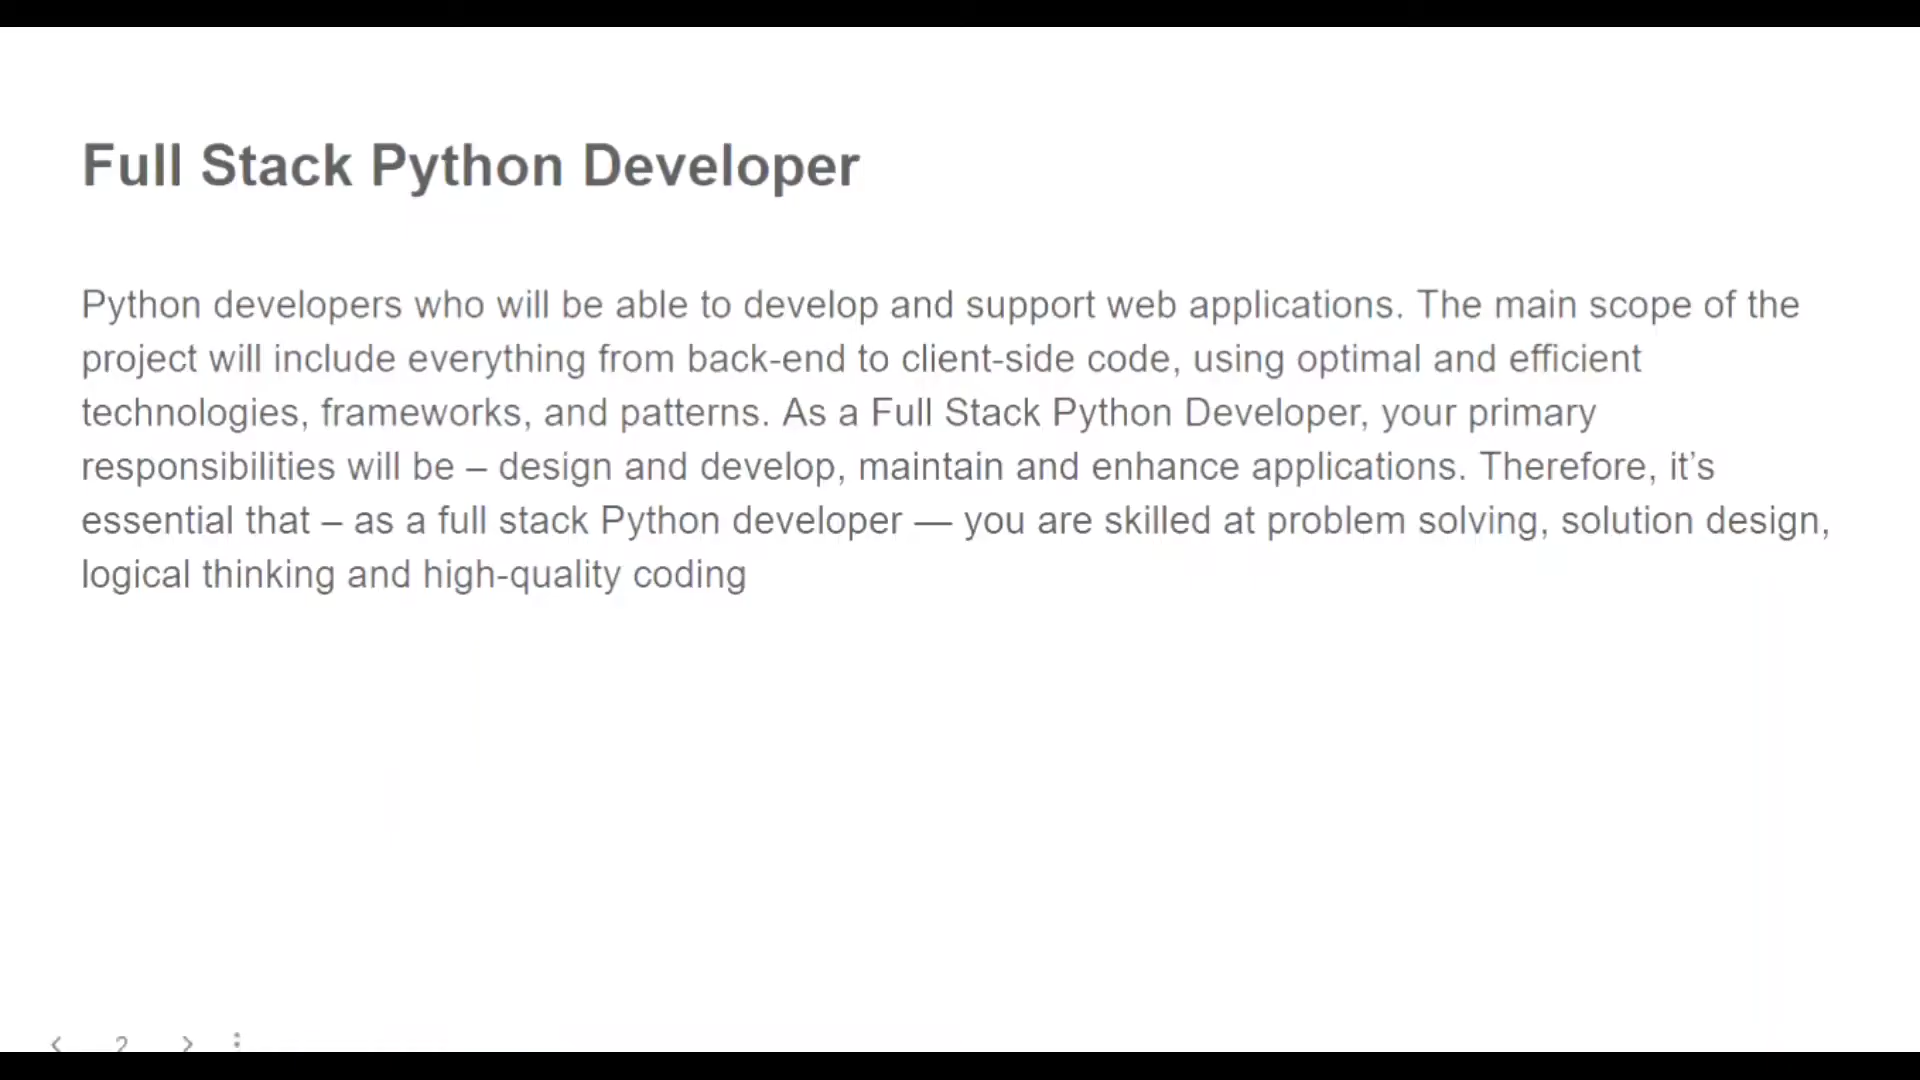 Full Stack Python Developer
Python developers who will be able to develop and support web applications. The main scope of the
project will include everything from back-end to client-side code, using optimal and efficient
technologies, frameworks, and patterns. As a Full Stack Python Developer, your primary
responsibilities will be – design and develop, maintain and enhance applications. Therefore, it’s
essential that – as a full stack Python developer — you are skilled at problem solving, solution design,
logical thinking and high-quality coding
2